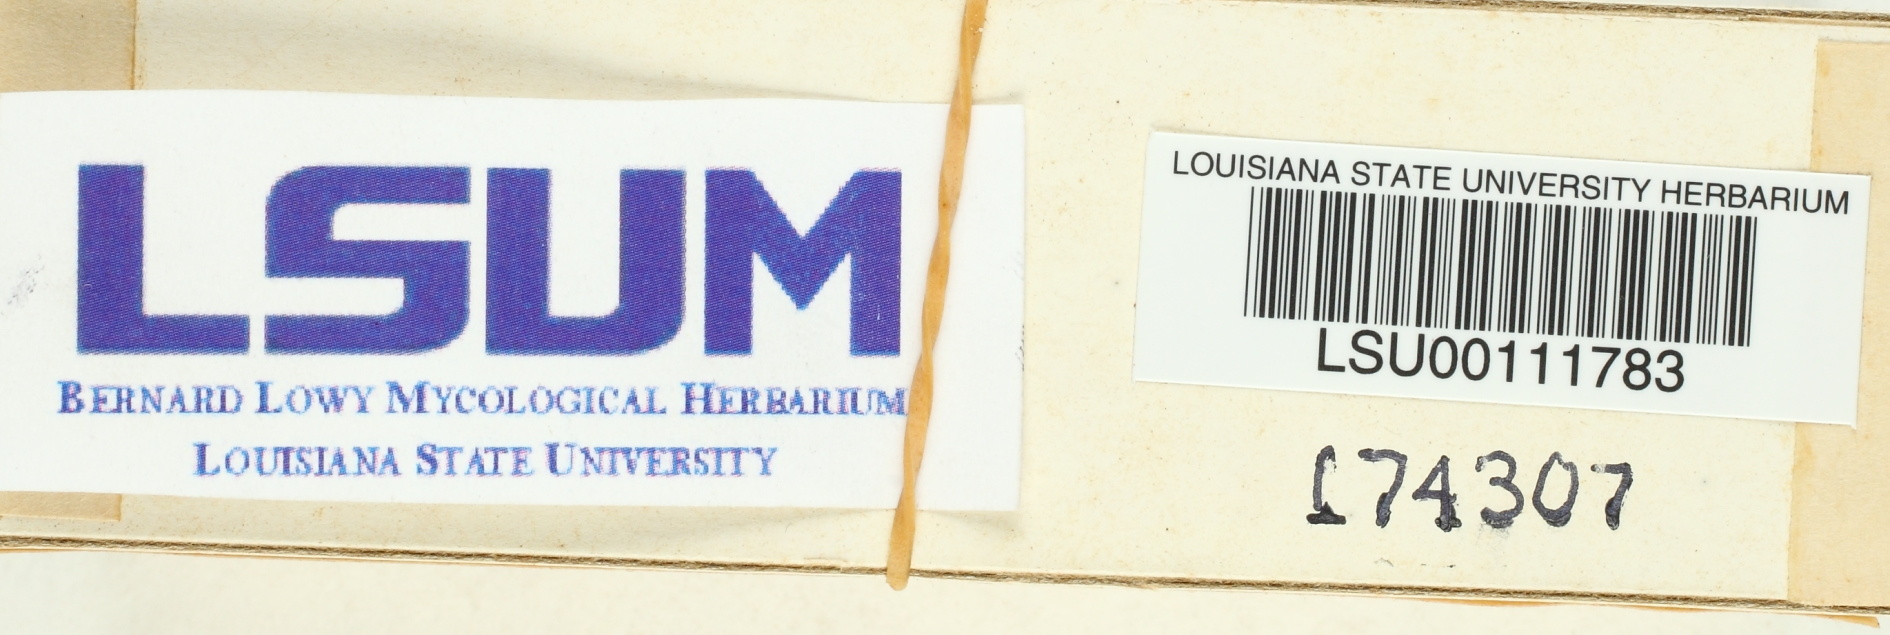 LSUM
BERNARD LOWY MYCOLOGICAL HERBARIUM
LOUISIANA STATE UNIVERSITY
LOUISIANA STATE UNIVERSITY HERBARIUM
LSU00111783
174307